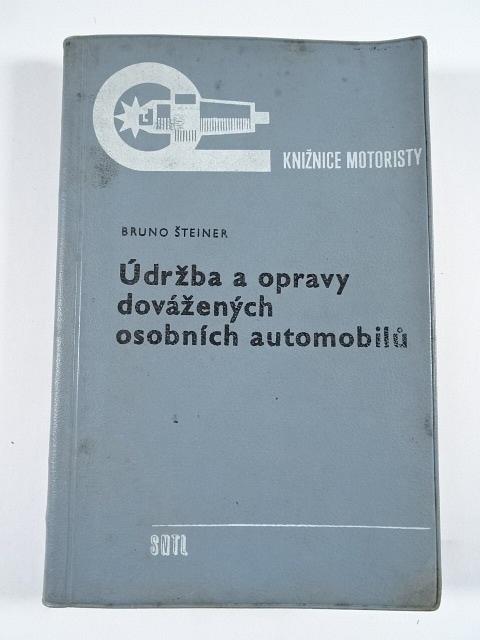 KNIŽNICE MOTORISTY
BRUNO ŠTEINER
Údržba a opravy
dovážených
osobních automobilů
SNTL